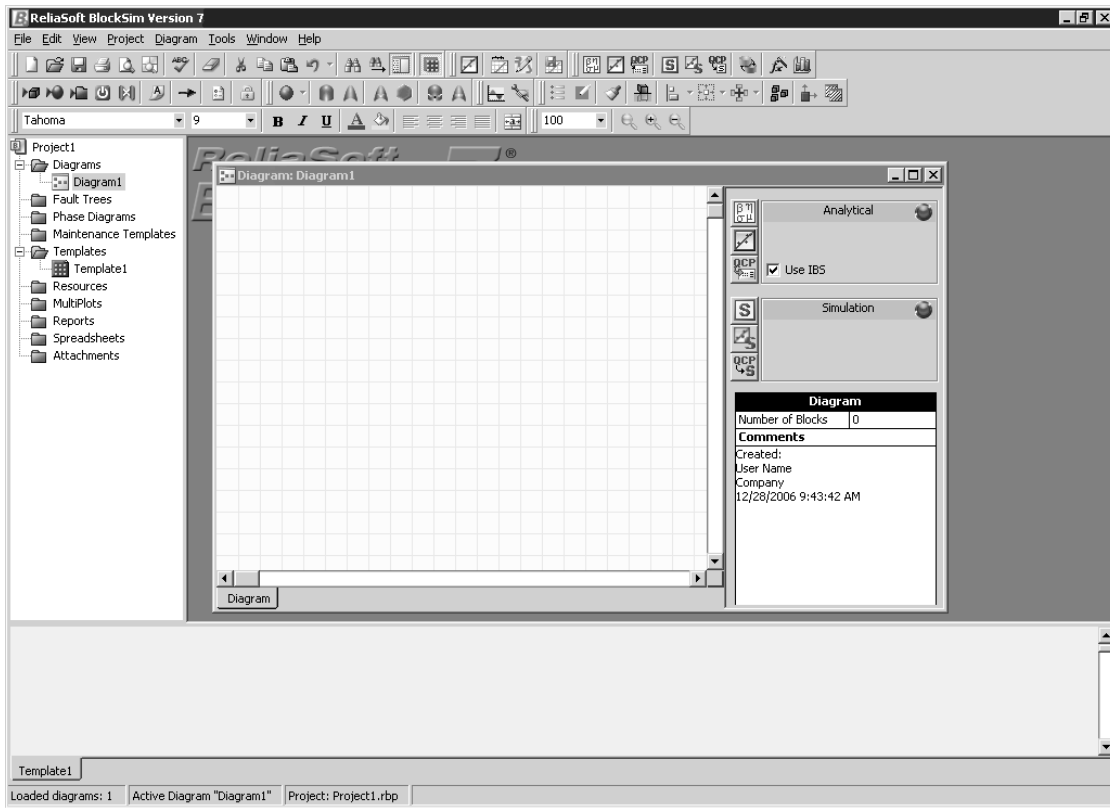 ReliaSoft BlockSim Version 7
File Edit View Project Diagram Tools Window Help
Tahoma 9 B I U A 100
Project1
Diagrams
Diagram1
Fault Trees
Phase Diagrams
Maintenance Templates
Templates
Template1
Resources
MultiPlots
Reports
Spreadsheets
Attachments
ReliaSoft ®
Diagram: Diagram1
β η
σ μ
Analytical
QCP
Use IBS
S
Simulation
S
QCP
S
Diagram
Number of Blocks 0
Comments
Created:
User Name
Company
12/28/2006 9:43:42 AM
Diagram
Template1
Loaded diagrams: 1 Active Diagram "Diagram1" Project: Project1.rbp